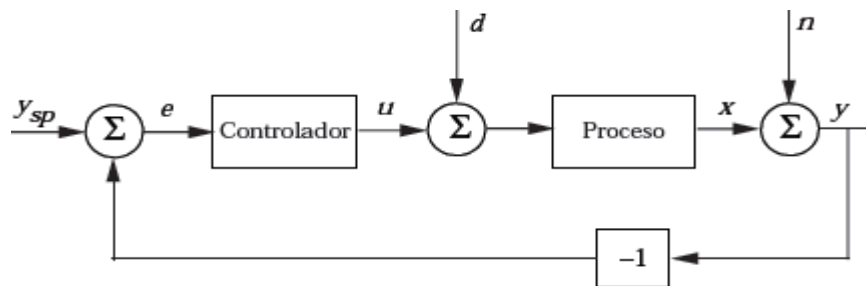 d
n
y_sp
e
u
x
y
Σ
Controlador
Σ
Proceso
Σ
–1